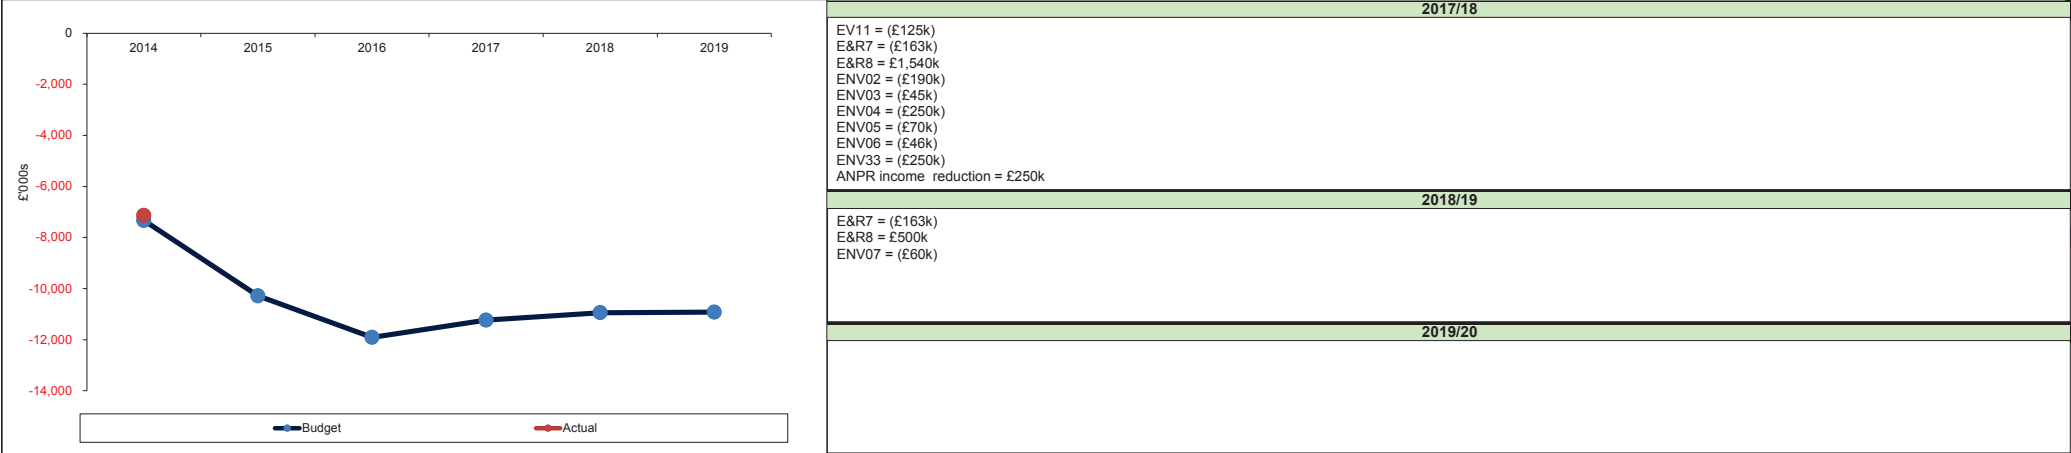 0
2014 2015 2016 2017 2018 2019
-2,000
-4,000
-6,000
-8,000
-10,000
-12,000
-14,000
£'000s
Budget Actual
2017/18
EV11 = (£125k)
E&R7 = (£163k)
E&R8 = £1,540k
ENV02 = (£190k)
ENV03 = (£45k)
ENV04 = (£250k)
ENV05 = (£70k)
ENV06 = (£46k)
ENV33 = (£250k)
ANPR income  reduction = £250k
2018/19
E&R7 = (£163k)
E&R8 = £500k
ENV07 = (£60k)
2019/20